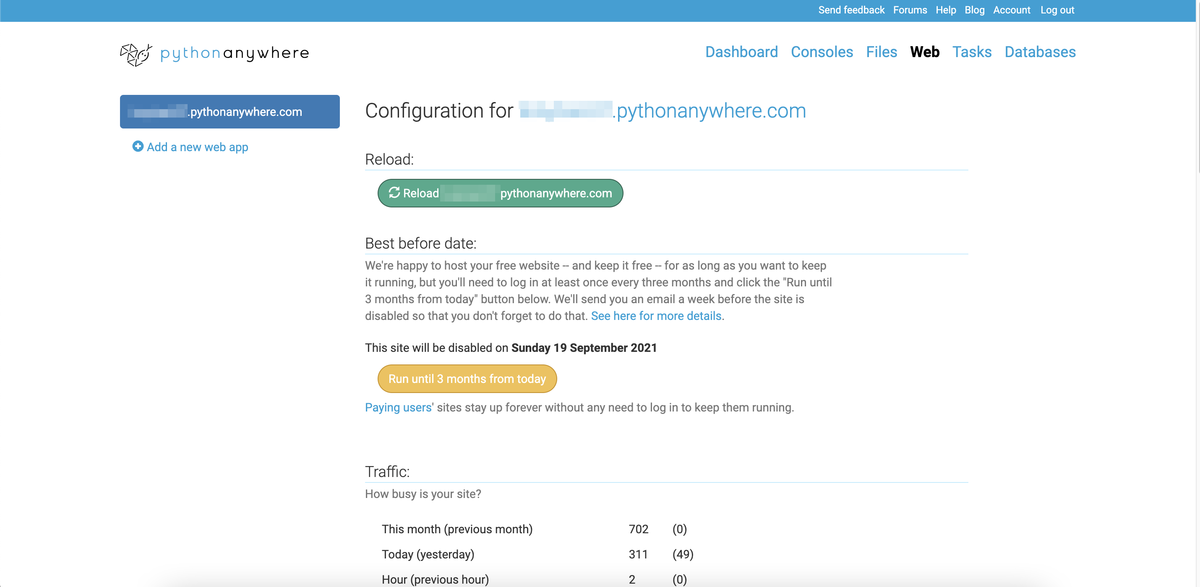 Send feedback Forums Help Blog Account Log out
pythonanywhere
Dashboard Consoles Files Web Tasks Databases
.pythonanywhere.com
Add a new web app
Configuration for .pythonanywhere.com
Reload:
Reload pythonanywhere.com
Best before date:
We're happy to host your free website -- and keep it free -- for as long as you want to keep
it running, but you'll need to log in at least once every three months and click the "Run until
3 months from today" button below. We'll send you an email a week before the site is
disabled so that you don't forget to do that. See here for more details.
This site will be disabled on Sunday 19 September 2021
Run until 3 months from today
Paying users' sites stay up forever without any need to log in to keep them running.
Traffic:
How busy is your site?
This month (previous month) 702 (0)
Today (yesterday) 311 (49)
Hour (previous hour) 2 (0)